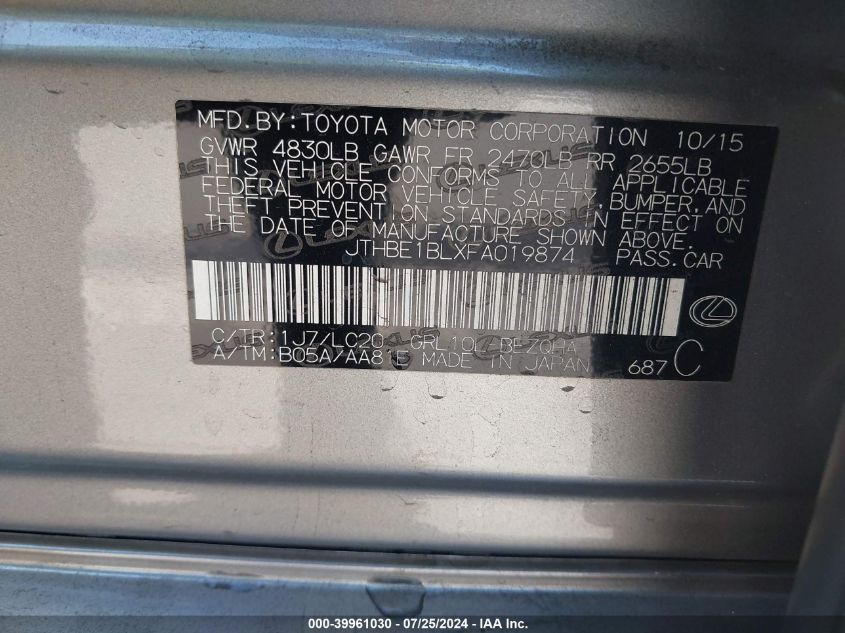 MFD.BY:TOYOTA MOTOR CORPORATION 10/15
GVWR 4830LB GAWR FR 2470LB RR 2655LB
THIS VEHICLE CONFORMS TO ALL APPLICABLE
FEDERAL MOTOR VEHICLE SAFETY, BUMPER, AND
THEFT PREVENTION STANDARDS IN EFFECT ON
THE DATE OF MANUFACTURE SHOWN ABOVE.
JTHBE1BLXFA019874 PASS.CAR
C/TR:1J7/LC20 GRL10L-BEZQHA
A/TM:B05A/AA81E MADE IN JAPAN 687 C
000-39961030 - 07/25/2024 - IAA Inc.